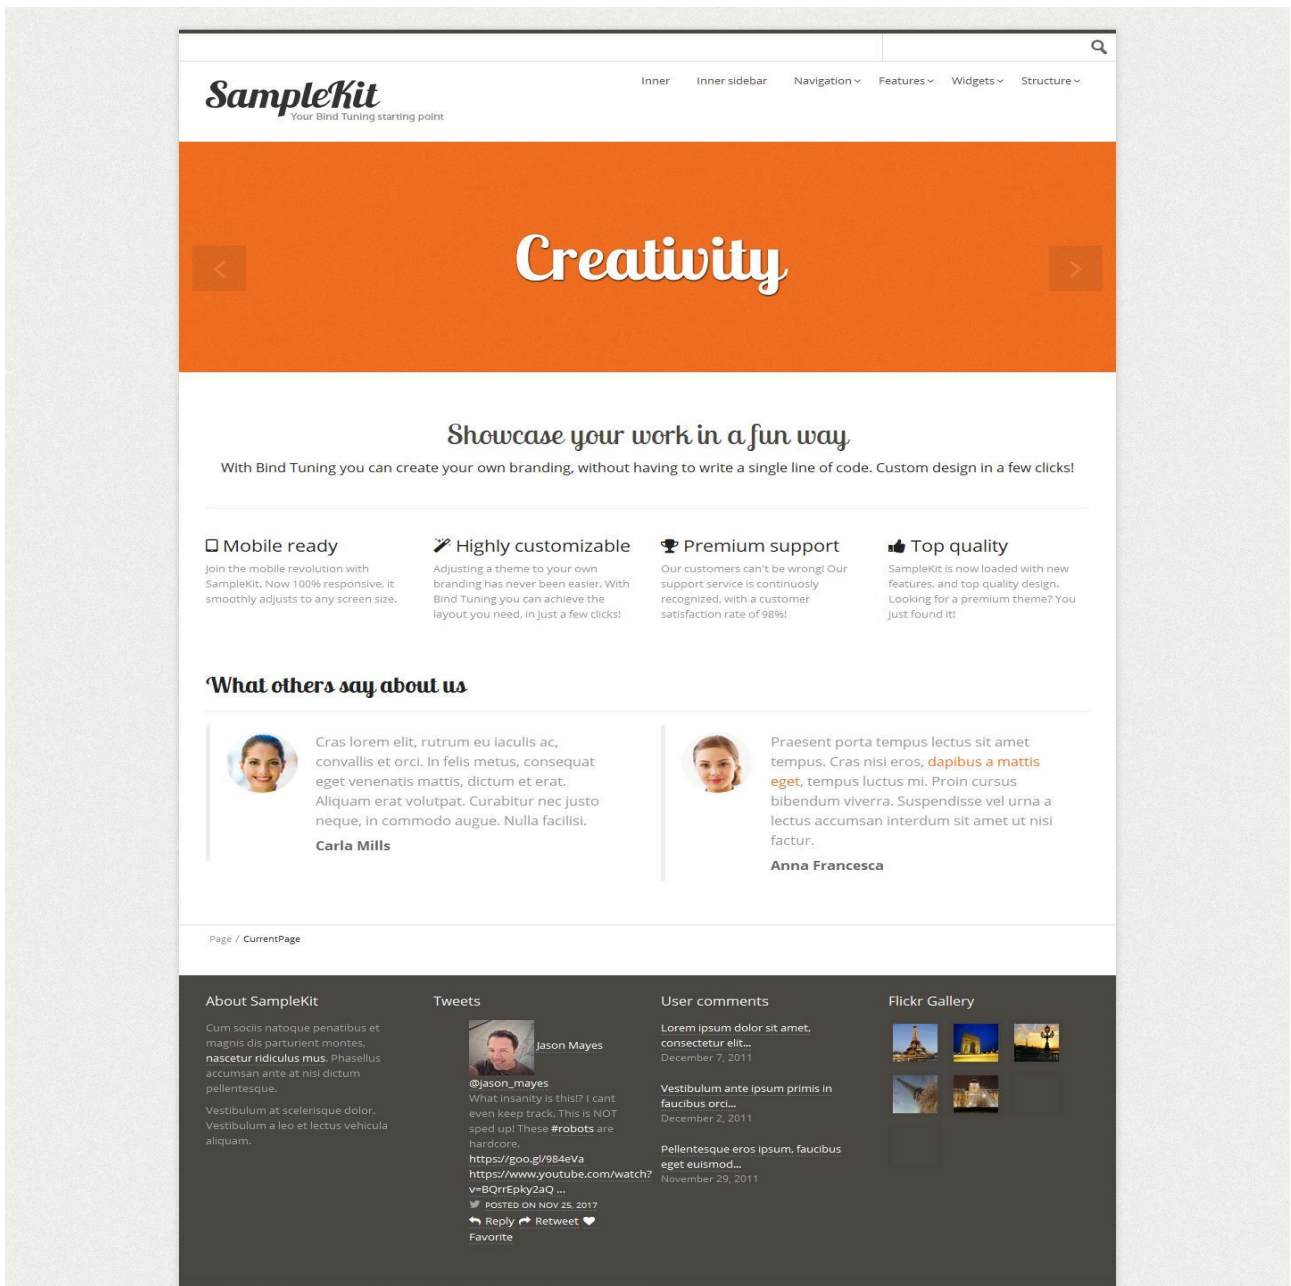 SampleKit
Your Bind Tuning starting point
Inner
Inner sidebar
Navigation
Features
Widgets
Structure
Creativity
Showcase your work in a fun way
With Bind Tuning you can create your own branding, without having to write a single line of code. Custom design in a few clicks!
Mobile ready
Join the mobile revolution with
SampleKit. Now 100% responsive, it
smoothly adjusts to any screen size.
Highly customizable
Adjusting a theme to your own
branding has never been easier. With
Bind Tuning you can achieve the
layout you need, in just a few clicks!
Premium support
Our customers can't be wrong! Our
support service is continuosly
recognized, with a customer
satisfaction rate of 98%!
Top quality
SampleKit is now loaded with new
features, and top quality design.
Looking for a premium theme? You
just found it!
What others say about us
Cras lorem elit, rutrum eu iaculis ac,
convallis et orci. In felis metus, consequat
eget venenatis mattis, dictum et erat.
Aliquam erat volutpat. Curabitur nec justo
neque, in commodo augue. Nulla facilisi.
Carla Mills
Praesent porta tempus lectus sit amet
tempus. Cras nisi eros, dapibus a mattis
eget, tempus luctus mi. Proin cursus
bibendum viverra. Suspendisse vel urna a
lectus accumsan interdum sit amet ut nisi
factur.
Anna Francesca
Page / CurrentPage
About SampleKit
Cum sociis natoque penatibus et
magnis dis parturient montes,
nascetur ridiculus mus. Phasellus
accumsan ante at nisi dictum
pellentesque.
Vestibulum at scelerisque dolor.
Vestibulum a leo et lectus vehicula
aliquam.
Tweets
Jason Mayes
@jason_mayes
What insanity is this!? I cant
even keep track. This is NOT
sped up! These #robots are
hardcore.
https://goo.gl/984eVa
https://www.youtube.com/watch?
v=BQrrEpky2aQ ...
POSTED ON NOV 25, 2017
Reply Retweet
Favorite
User comments
Lorem ipsum dolor sit amet,
consectetur elit...
December 7, 2011
Vestibulum ante ipsum primis in
faucibus orci...
December 2, 2011
Pellentesque eros ipsum, faucibus
eget euismod...
November 29, 2011
Flickr Gallery